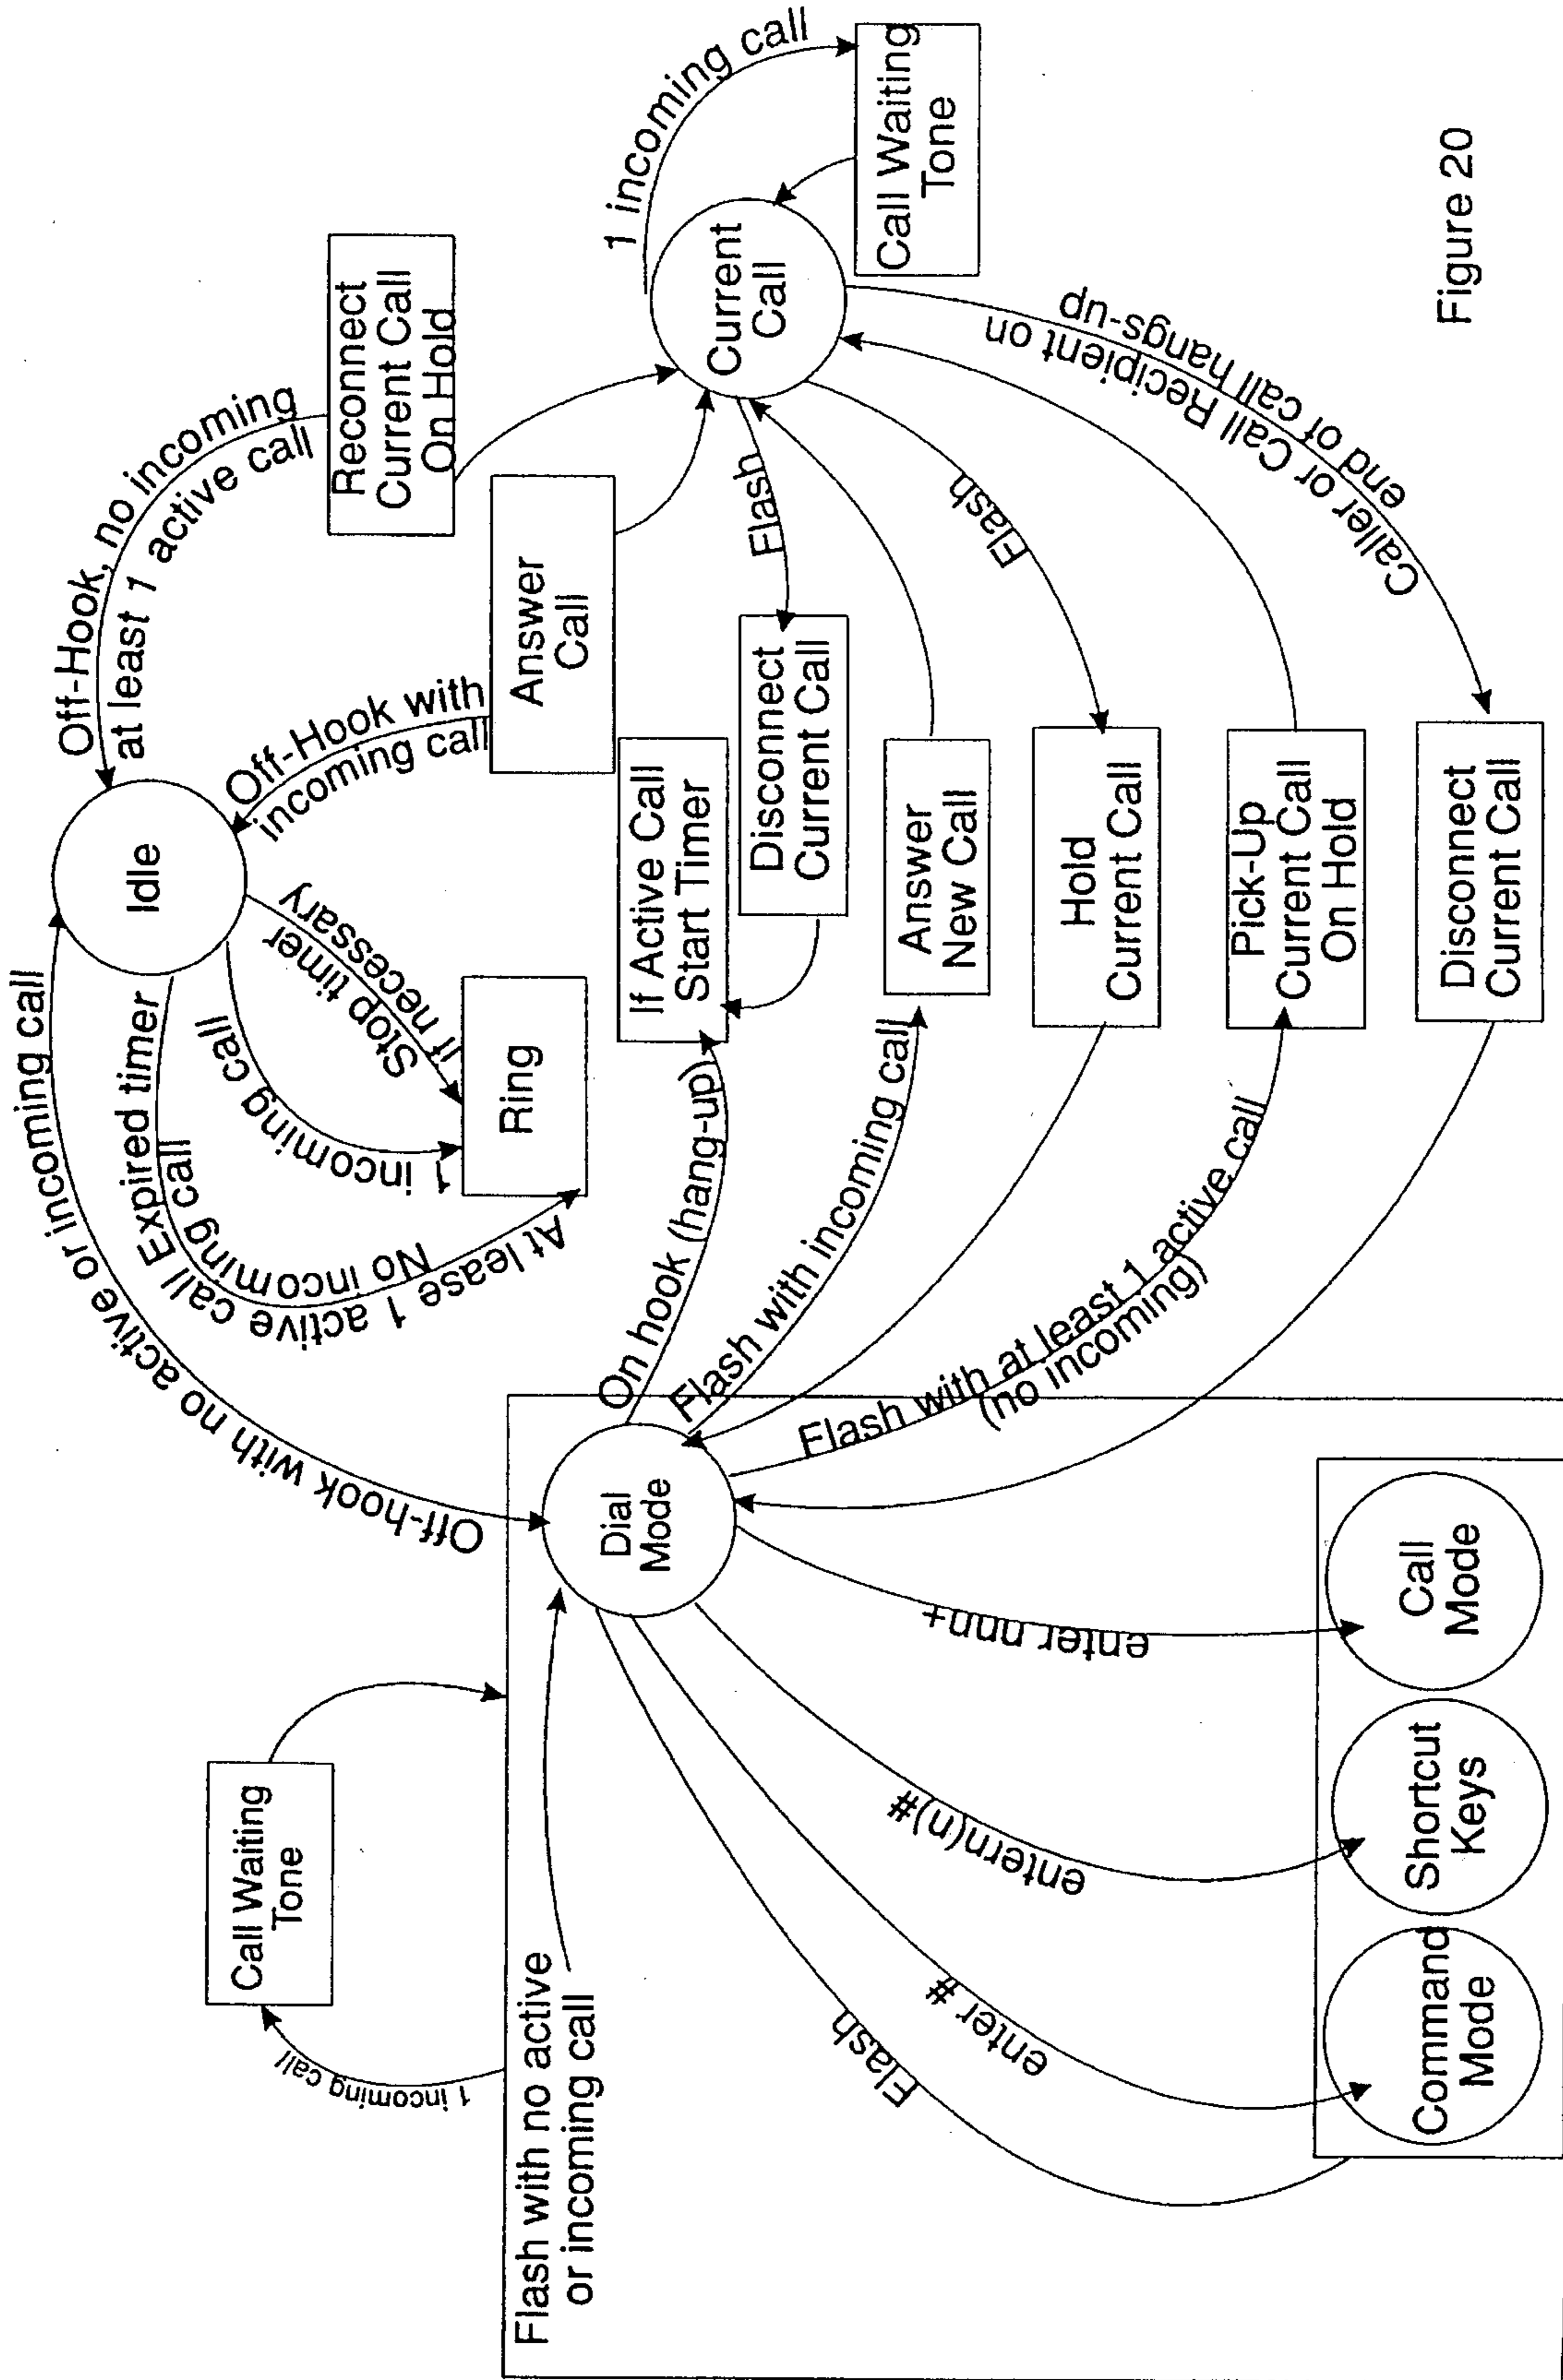 Off-hook with no active or incoming call
Off-Hook, no incoming
at least 1 active call
Idle
Off-Hook with
incoming call
Stop timer
if necessary
1 incoming call
At lease 1 active call Expired timer
No incoming call
Ring
Reconnect
Current Call
On Hold
Answer
Call
1 incoming call
Call Waiting
Tone
Current
Call
Call Waiting
Tone
1 incoming call
Flash with no active
or incoming call
Dial
Mode
On hook (hang-up)
If Active Call
Start Timer
Flash
Disconnect
Current Call
Flash with incoming call
Answer
New Call
Flash
Hold
Current Call
Flash with at least 1 active call
(no incoming)
Pick-Up
Current Call
On Hold
Caller or Call Recipient on
end of call hangs-up
Disconnect
Current Call
Flash
enter #
entern(n)#
enter nnn+
Command
Mode
Shortcut
Keys
Call
Mode
Figure 20